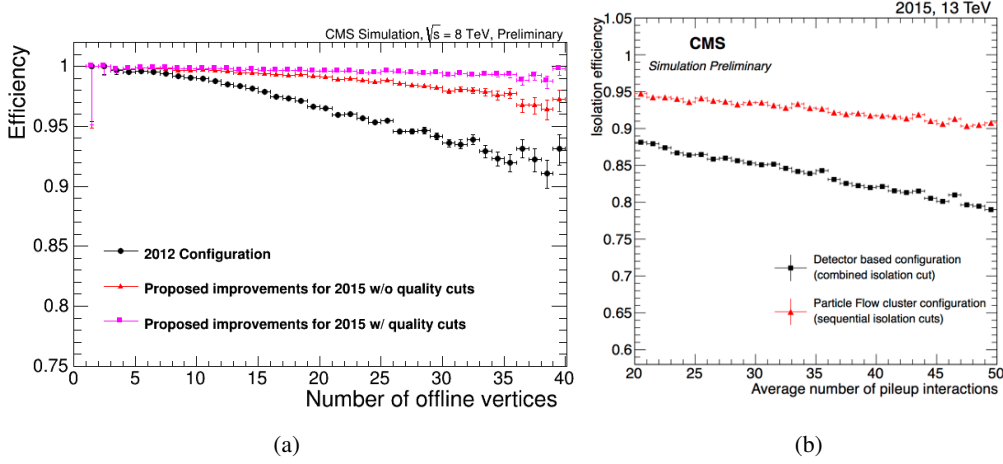 CMS Simulation, √s = 8 TeV, Preliminary
Efficiency
1
0.95
0.9
0.85
0.8
0.75
2012 Configuration
Proposed improvements for 2015 w/o quality cuts
Proposed improvements for 2015 w/ quality cuts
0 5 10 15 20 25 30 35 40
Number of offline vertices
(a)
2015, 13 TeV
Isolation efficiency
1.05
1
0.95
0.9
0.85
0.8
0.75
0.7
0.65
0.6
CMS
Simulation Preliminary
Detector based configuration
(combined isolation cut)
Particle Flow cluster configuration
(sequential isolation cuts)
20 25 30 35 40 45 50
Average number of pileup interactions
(b)